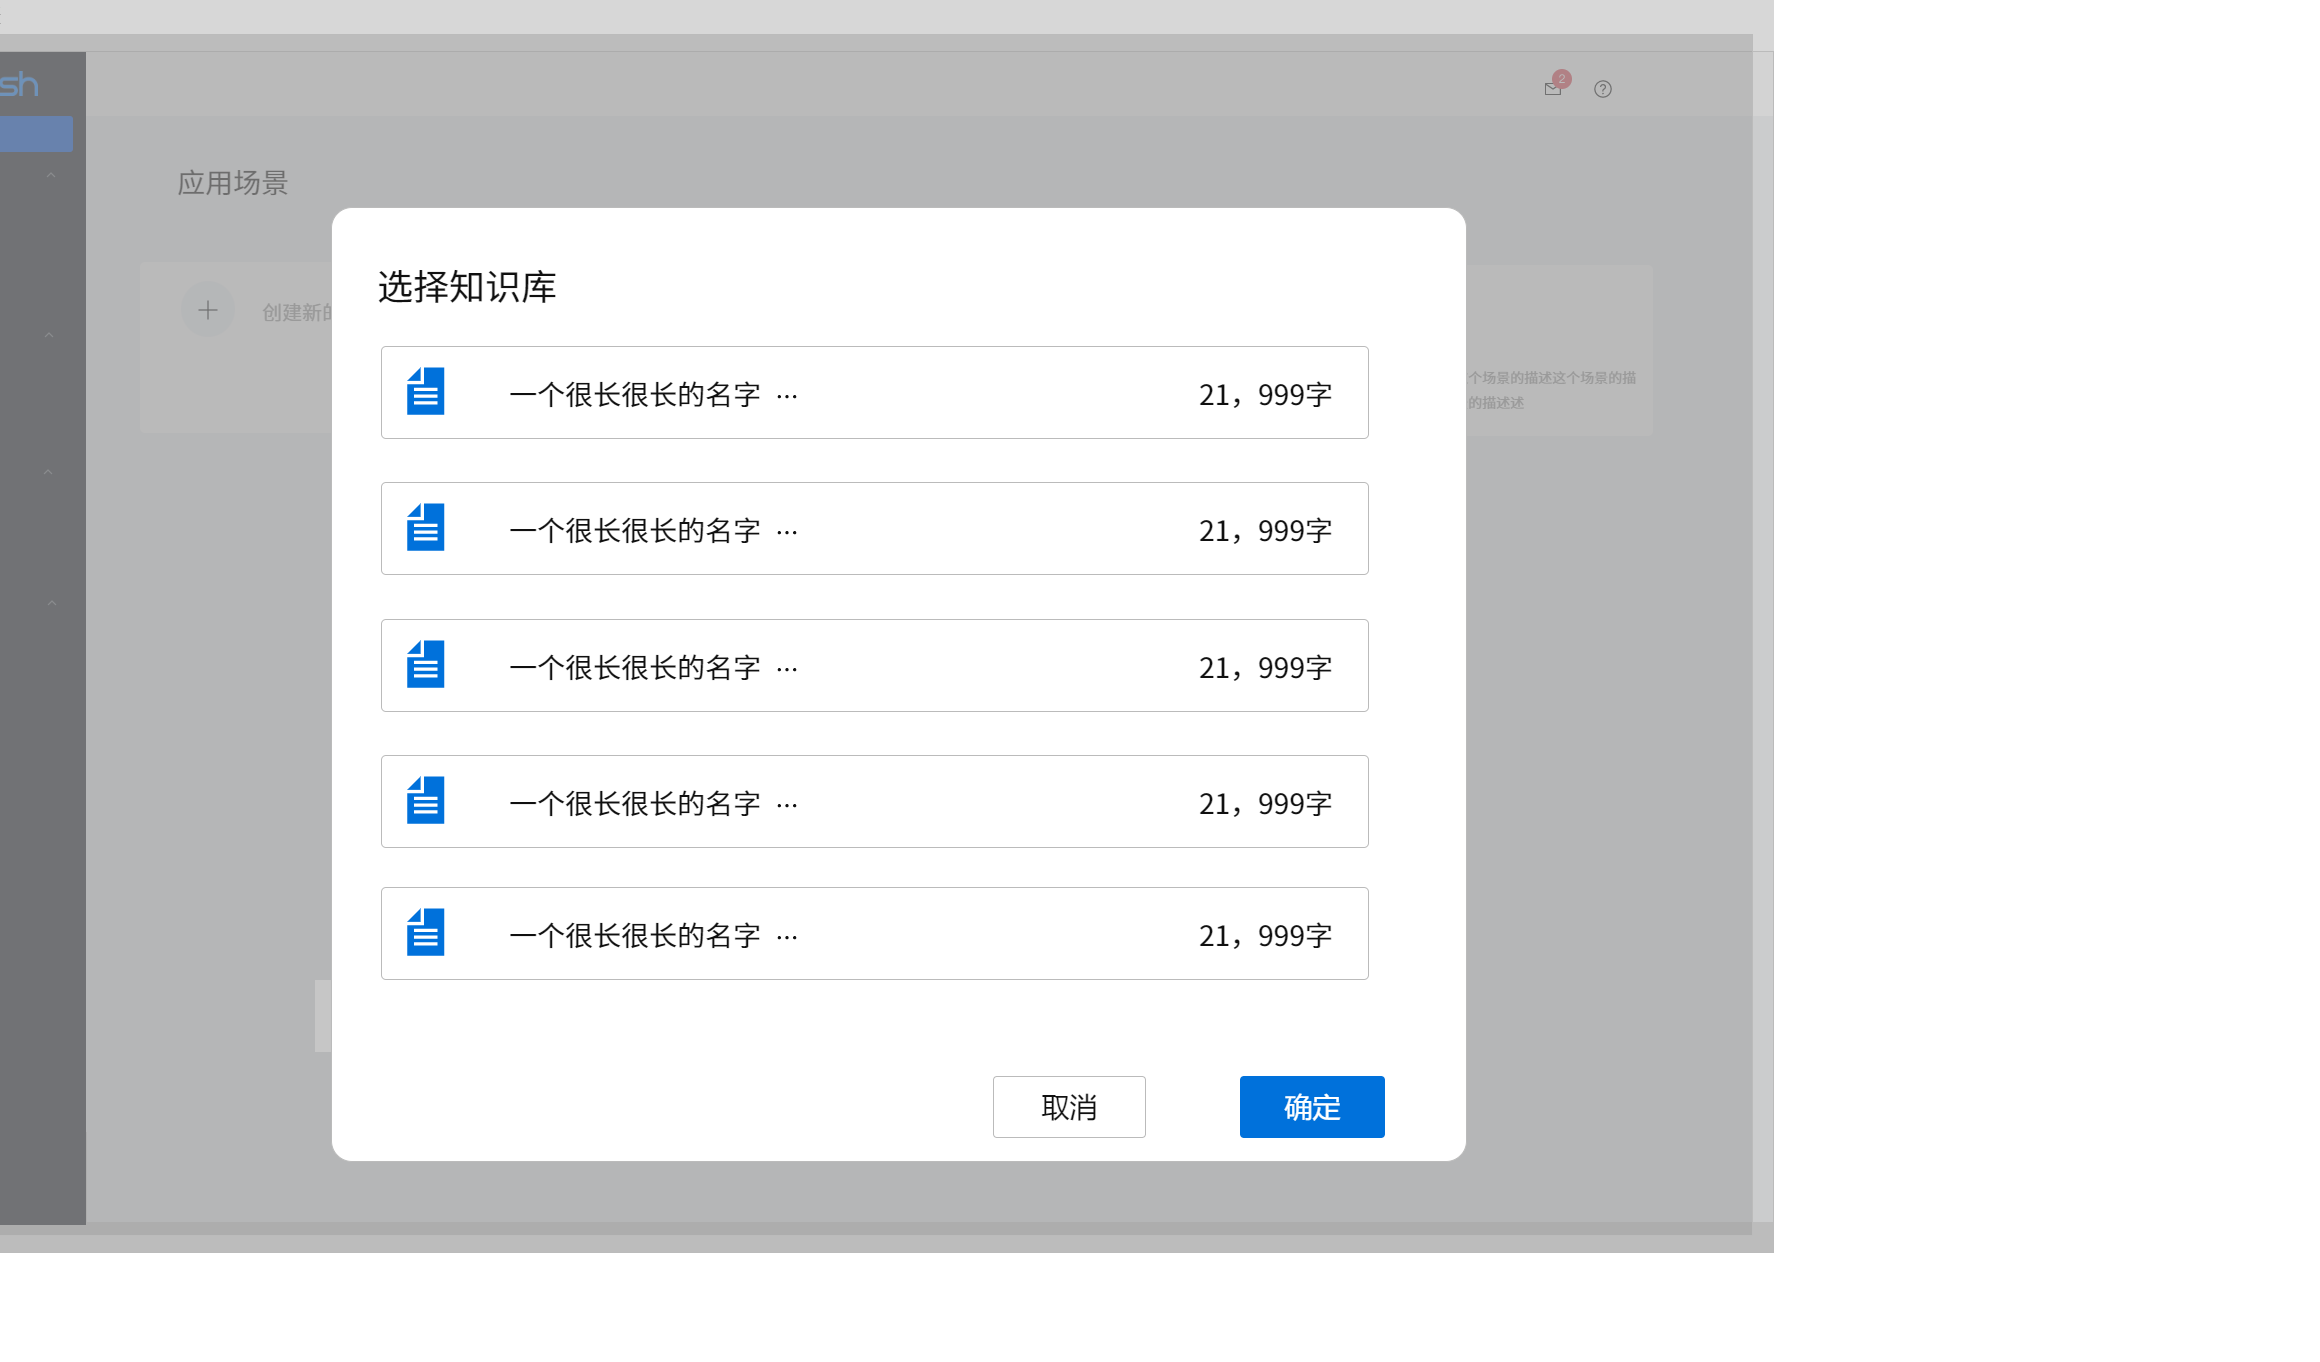 sh
2
应用场景
选择知识库
创建新的
一个很长很长的名字 ... 21，999字
个场景的描述这个场景的描
的描述述
一个很长很长的名字 ... 21，999字
一个很长很长的名字 ... 21，999字
一个很长很长的名字 ... 21，999字
一个很长很长的名字 ... 21，999字
取消
确定